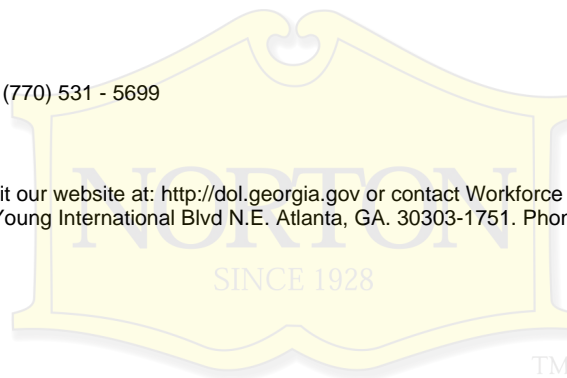 (770) 531 - 5699
it our website at: http://dol.georgia.gov or contact Workforce
Young International Blvd N.E. Atlanta, GA. 30303-1751. Phon
NORTON
SINCE 1928
TM